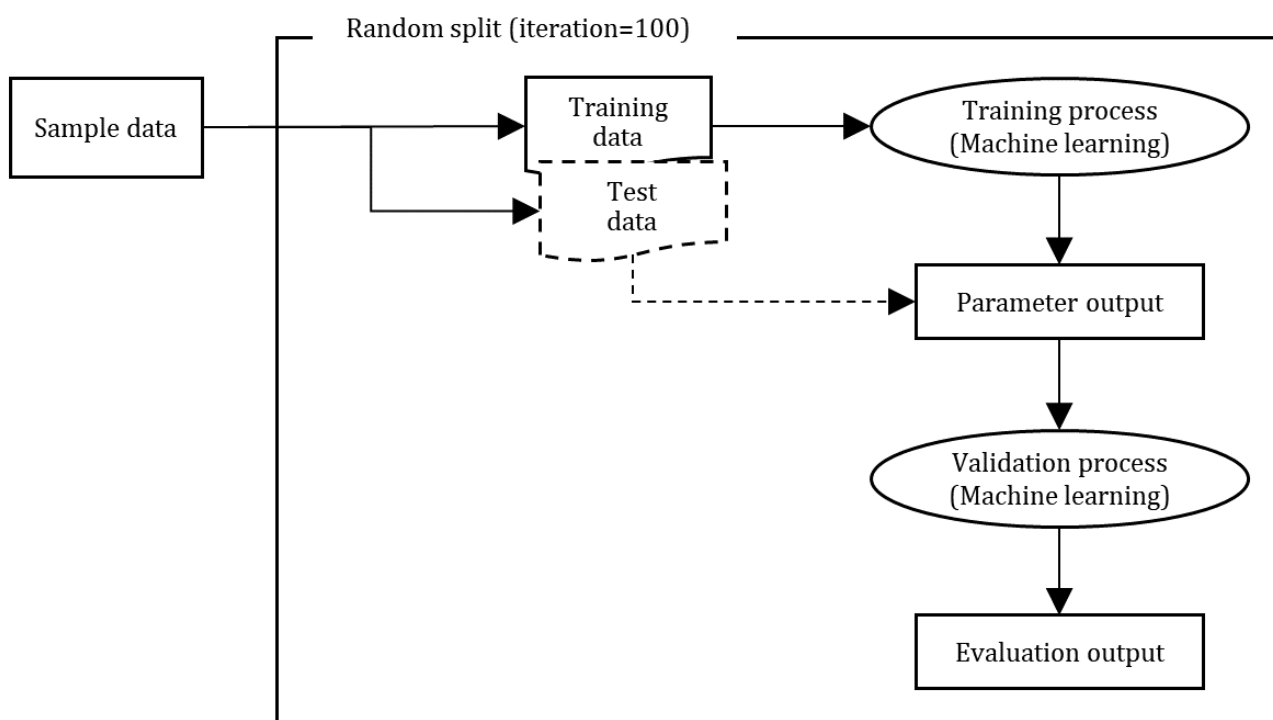 Random split (iteration=100)
Sample data
Training
data
Training process
(Machine learning)
Test
data
Parameter output
Validation process
(Machine learning)
Evaluation output